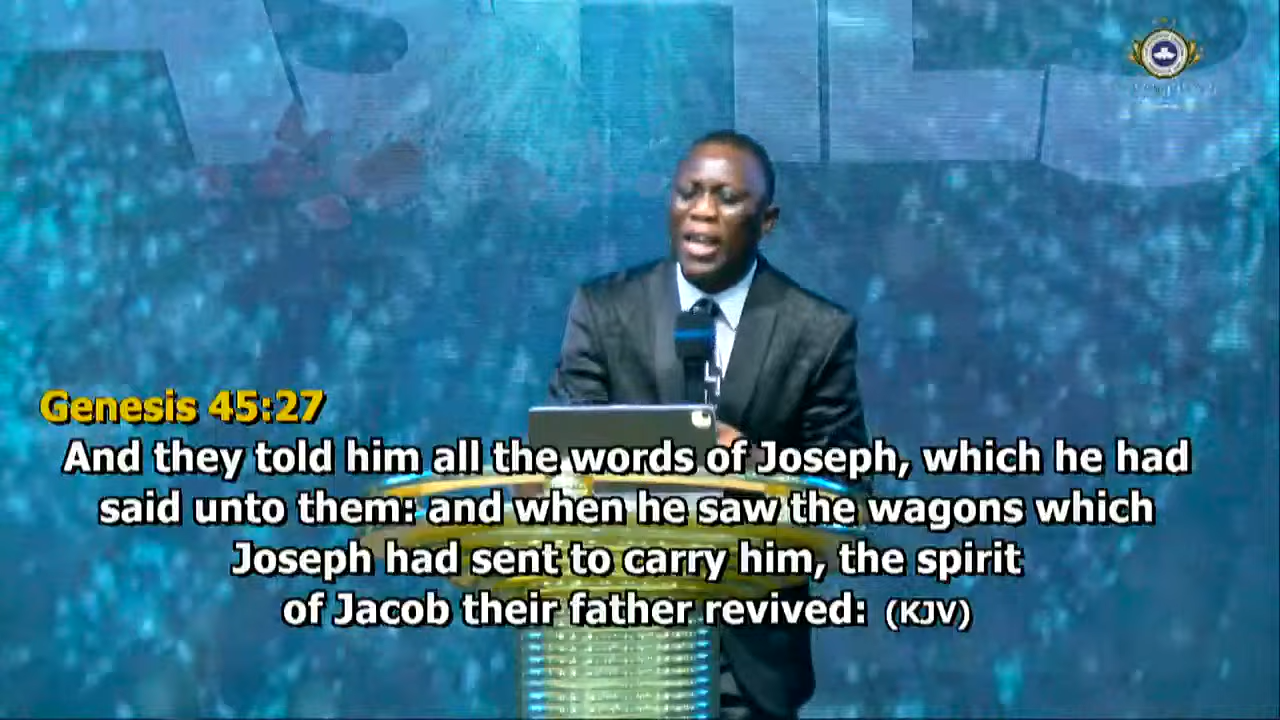 Genesis 45:27
And they told him all the words of Joseph, which he had
said unto them: and when he saw the wagons which
Joseph had sent to carry him, the spirit
of Jacob their father revived: (KJV)